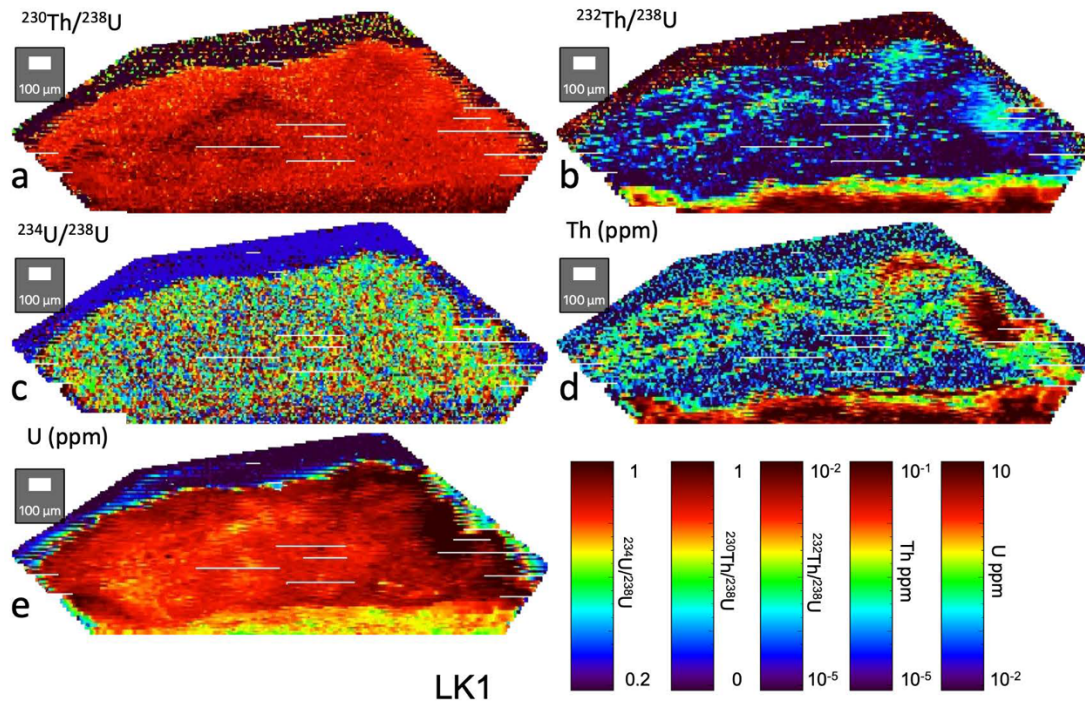 ²³⁰Th/²³⁸U
100 µm
a
²³²Th/²³⁸U
100 µm
b
²³⁴U/²³⁸U
100 µm
c
Th (ppm)
100 µm
d
U (ppm)
100 µm
e
1
²³⁴U/²³⁸U
0.2
1
²³⁰Th/²³⁸U
0
10⁻²
²³²Th/²³⁸U
10⁻⁵
10⁻¹
Th ppm
10⁻⁵
10
U ppm
10⁻²
LK1